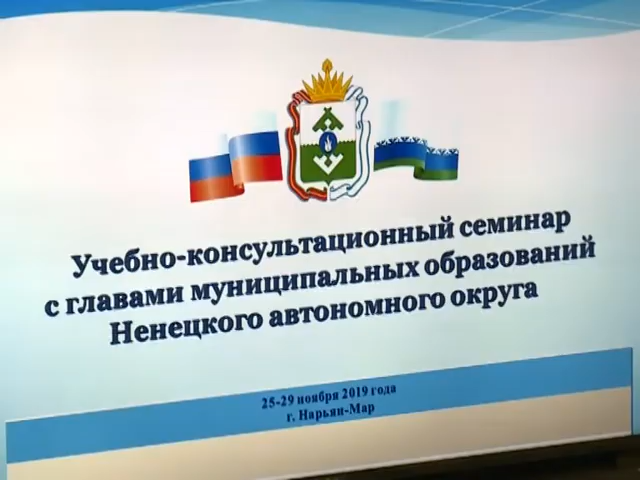 Учебно-консультационный семинар
с главами муниципальных образований
Ненецкого автономного округа
25-29 ноября 2019 года
г. Нарьян-Мар